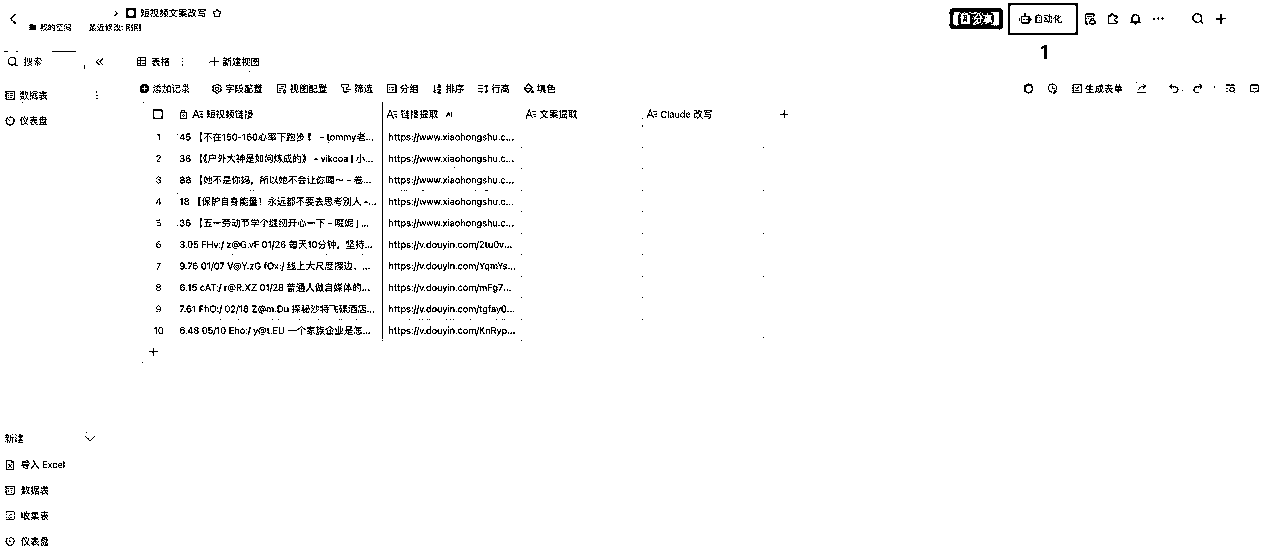 短视频文案改写
我的空间 最近修改: 刚刚
分享 自动化
1
搜索
表格 新建视图
数据表
仪表盘
添加记录 字段配置 视图配置 筛选 分组 排序 行高 填色 生成表单
短视频链接 链接提取 AI 文案提取 Claude 改写
1 45 【不在150-160心率下跑步！ - tommy老... https://www.xiaohongshu.c...
2 36 【《户外大神是如何炼成的》 - vikcoa | 小... https://www.xiaohongshu.c...
3 88 【她不是你妈，所以她不会让你喝～ - 卷... https://www.xiaohongshu.c...
4 18 【保护自身能量！永远都不要去思考别人 -... https://www.xiaohongshu.c...
5 36 【五一劳动节学个缝纫开心一下 - 呃妮 | ... https://www.xiaohongshu.c...
6 3.05 FHv:/ z@G.vF 01/26 每天10分钟，坚持... https://v.douyin.com/2tu0v...
7 9.76 01/07 V@Y.zG fOx:/ 线上大尺度擦边、... https://v.douyin.com/YqmYs...
8 6.15 cAT:/ r@R.XZ 01/28 普通人做自媒体的... https://v.douyin.com/mFg7...
9 7.61 FhO:/ 02/18 Z@m.Du 探秘沙特飞碟酒店... https://v.douyin.com/tgfay0...
10 6.48 05/10 Eho:/ y@t.EU 一个家族企业是怎... https://v.douyin.com/KnRyp...
新建
导入 Excel
数据表
收集表
仪表盘